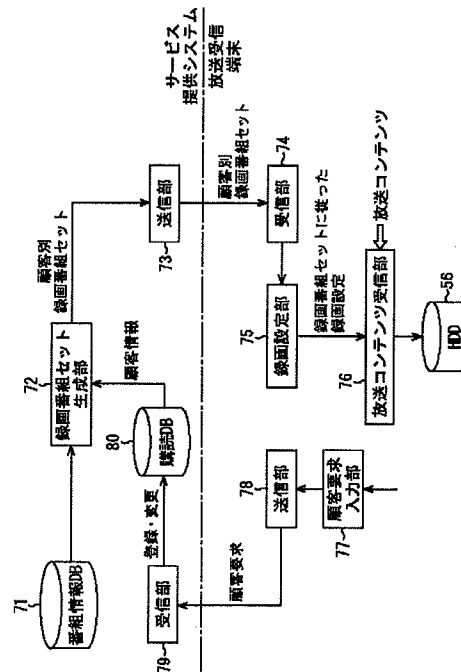 71
番組情報DB
72
録画番組セット
生成部
顧客別
録画番組セット
73
送信部
顧客情報
80
購読DB
登録・変更
79
受信部
サービス
提供システム
放送受信
端末
顧客別
録画番組セット
74
受信部
75
録画設定部
録画番組セットに従った
録画設定
76
放送コンテンツ受信部
放送コンテンツ
56
HDD
顧客要求
78
送信部
77
顧客要求
入力部